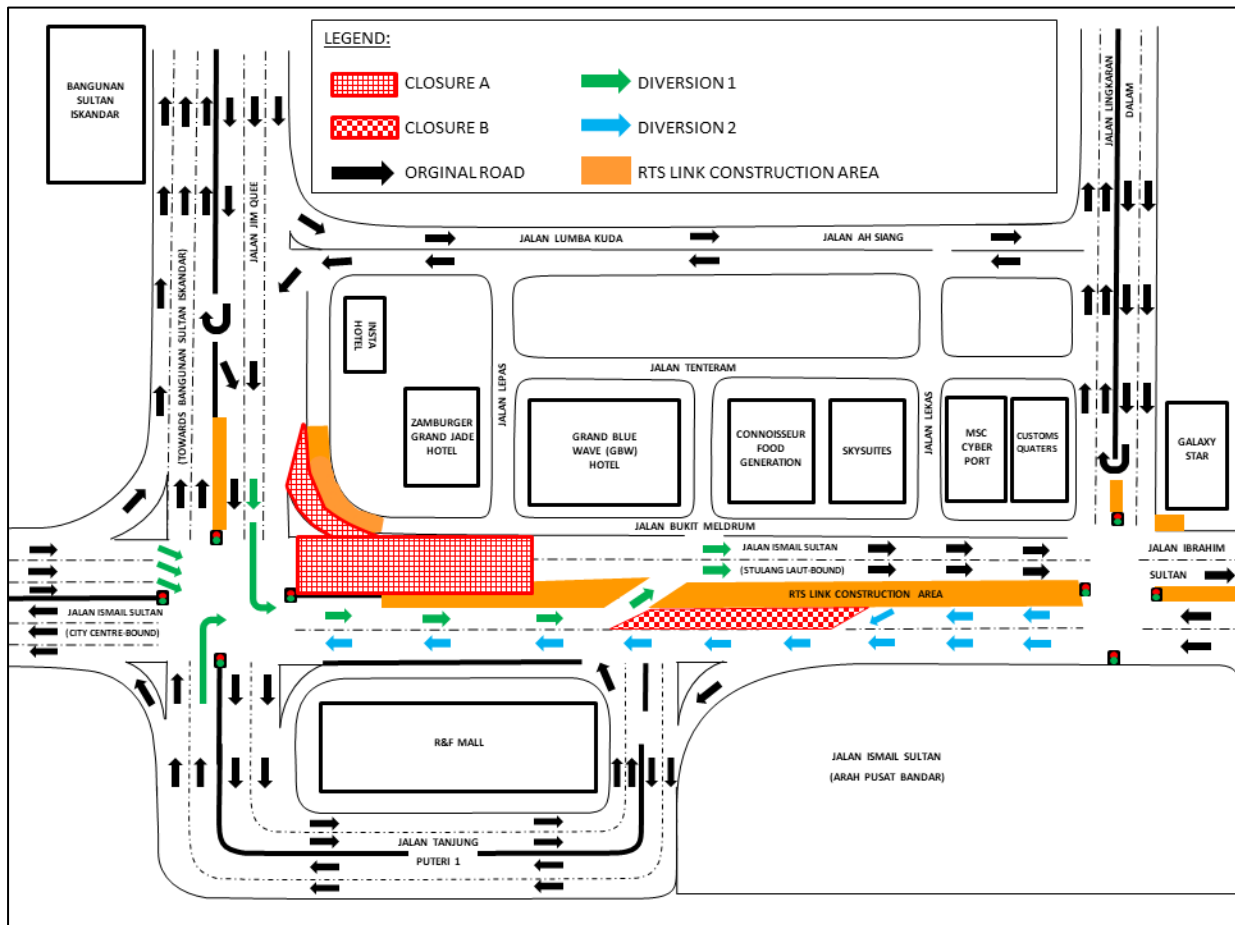 LEGEND:
CLOSURE A
DIVERSION 1
CLOSURE B
DIVERSION 2
ORGINAL ROAD
RTS LINK CONSTRUCTION AREA
BANGUNAN
SULTAN
ISKANDAR
JALAN JIM QUEE
(TOWARDS BANGUNAN SULTAN ISKANDAR)
JALAN LINGKARAN
DALAM
JALAN LUMBA KUDA
JALAN AH SIANG
INSTA
HOTEL
JALAN TENTERAM
JALAN LEPAS
JALAN LEKAS
ZAMBURGER
GRAND JADE
HOTEL
GRAND BLUE
WAVE (GBW)
HOTEL
CONNOISSEUR
FOOD
GENERATION
SKYSUITES
MSC
CYBER
PORT
CUSTOMS
QUATERS
GALAXY
STAR
JALAN BUKIT MELDRUM
JALAN ISMAIL SULTAN
(STULANG LAUT-BOUND)
JALAN IBRAHIM
SULTAN
RTS LINK CONSTRUCTION AREA
JALAN ISMAIL SULTAN
(CITY CENTRE-BOUND)
R&F MALL
JALAN ISMAIL SULTAN
(ARAH PUSAT BANDAR)
JALAN TANJUNG
PUTERI 1